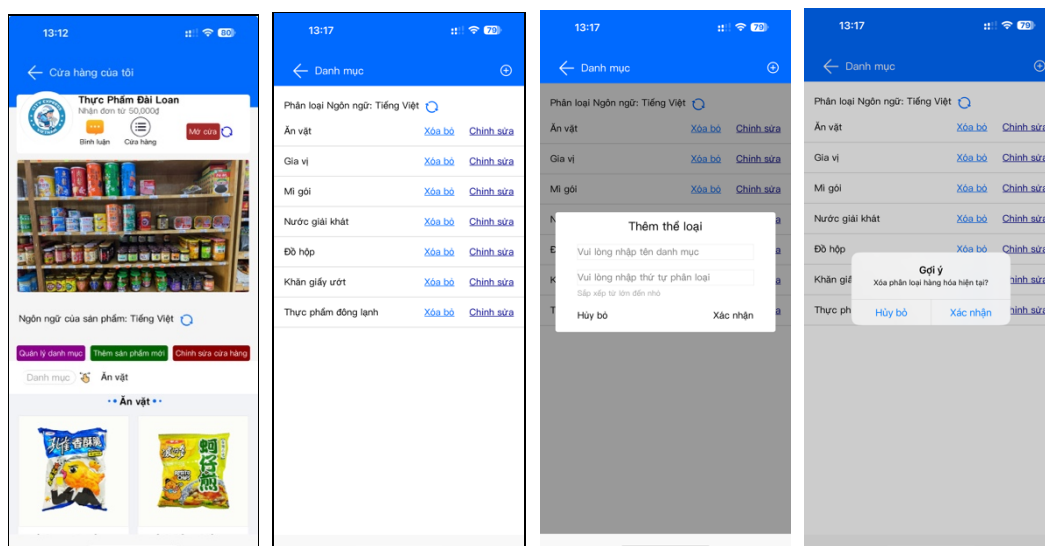 13:12
80
Cửa hàng của tôi
Thực Phẩm Đài Loan
Nhận đơn từ 50,000₫
Bình luận
Cửa hàng
Mở cửa
Ngôn ngữ của sản phẩm: Tiếng Việt
Quản lý danh mục
Thêm sản phẩm mới
Chỉnh sửa cửa hàng
Danh mục
Ăn vặt
Ăn vặt
13:17
79
Danh mục
Phân loại Ngôn ngữ: Tiếng Việt
Ăn vặt Xóa bỏ Chỉnh sửa
Gia vị Xóa bỏ Chỉnh sửa
Mì gói Xóa bỏ Chỉnh sửa
Nước giải khát Xóa bỏ Chỉnh sửa
Đồ hộp Xóa bỏ Chỉnh sửa
Khăn giấy ướt Xóa bỏ Chỉnh sửa
Thực phẩm đông lạnh Xóa bỏ Chỉnh sửa
13:17
79
Danh mục
Phân loại Ngôn ngữ: Tiếng Việt
Ăn vặt Xóa bỏ Chỉnh sửa
Gia vị Xóa bỏ Chỉnh sửa
Mì gói Xóa bỏ Chỉnh sửa
Thêm thể loại
Vui lòng nhập tên danh mục
Vui lòng nhập thứ tự phân loại
Sắp xếp từ lớn đến nhỏ
Hủy bỏ Xác nhận
13:17
79
Danh mục
Phân loại Ngôn ngữ: Tiếng Việt
Ăn vặt Xóa bỏ Chỉnh sửa
Gia vị Xóa bỏ Chỉnh sửa
Mì gói Xóa bỏ Chỉnh sửa
Nước giải khát Xóa bỏ Chỉnh sửa
Đồ hộp Xóa bỏ Chỉnh sửa
Khăn giấ
Thực ph
Gợi ý
Xóa phân loại hàng hóa hiện tại?
Hủy bỏ Xác nhận